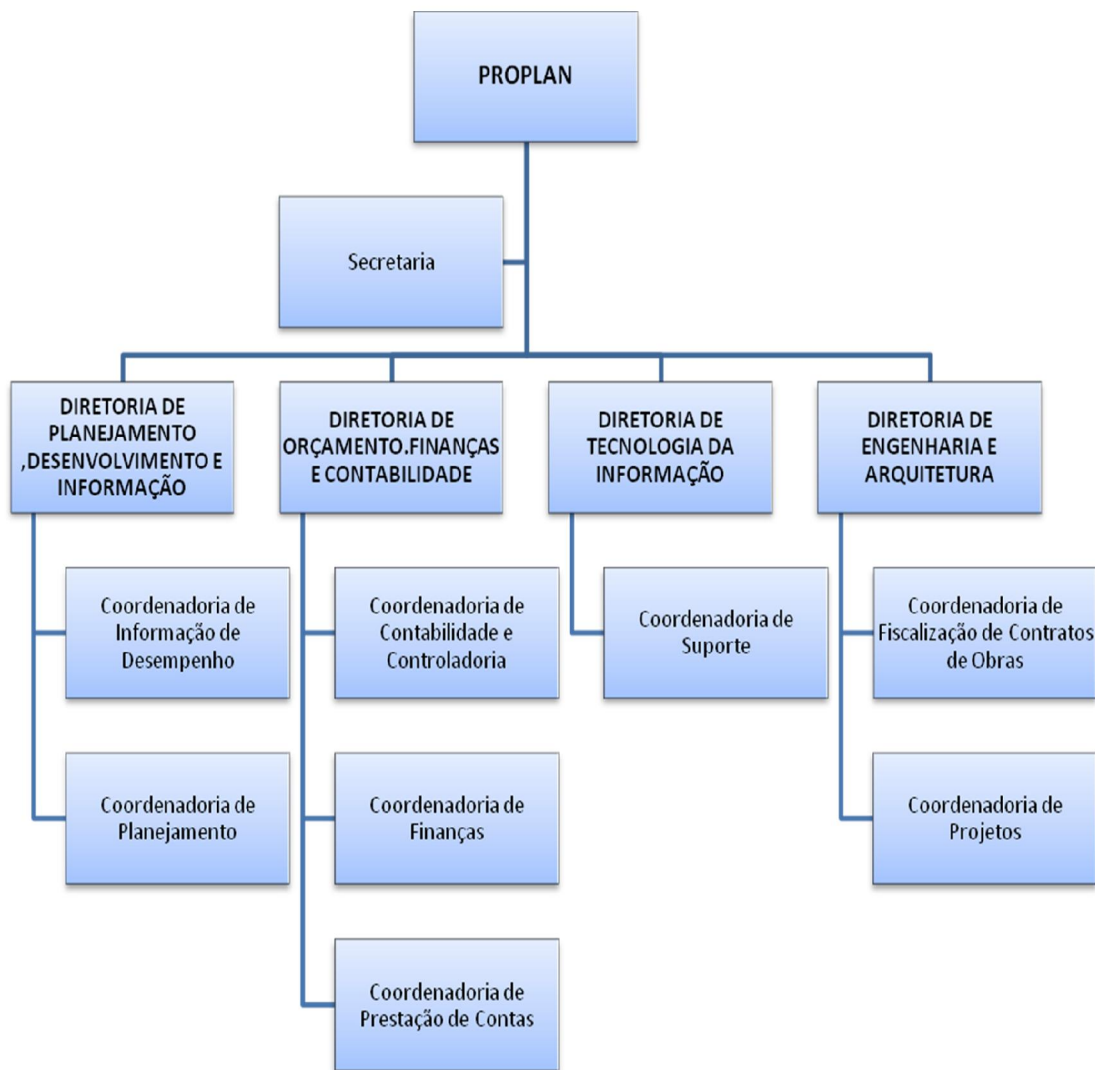 PROPLAN
Secretaria
DIRETORIA DE
PLANEJAMENTO
,DESENVOLVIMENTO E
INFORMAÇÃO
DIRETORIA DE
ORÇAMENTO.FINANÇAS
E CONTABILIDADE
DIRETORIA DE
TECNOLOGIA DA
INFORMAÇÃO
DIRETORIA DE
ENGENHARIA E
ARQUITETURA
Coordenadoria de
Informação de
Desempenho
Coordenadoria de
Contabilidade e
Controladoria
Coordenadoria de
Suporte
Coordenadoria de
Fiscalização de Contratos
de Obras
Coordenadoria de
Planejamento
Coordenadoria de
Finanças
Coordenadoria de
Projetos
Coordenadoria de
Prestação de Contas